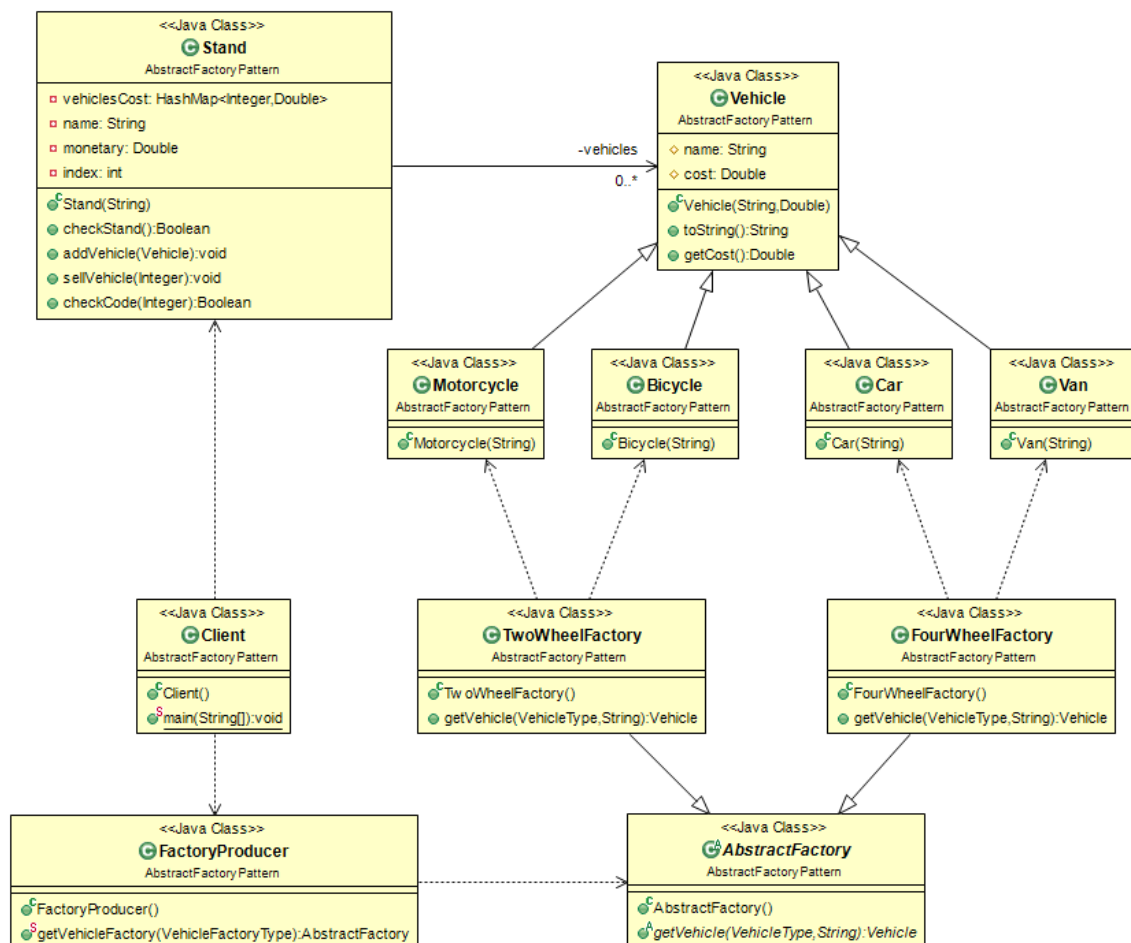 <<Java Class>>
Stand
AbstractFactory Pattern
vehiclesCost: HashMap<Integer,Double>
name: String
monetary: Double
index: int
Stand(String)
checkStand():Boolean
addVehicle(Vehicle):void
sellVehicle(Integer):void
checkCode(Integer):Boolean
-vehicles
0..*
<<Java Class>>
Vehicle
AbstractFactory Pattern
name: String
cost: Double
Vehicle(String,Double)
toString():String
getCost():Double
<<Java Class>>
Motorcycle
AbstractFactory Pattern
Motorcycle(String)
<<Java Class>>
Bicycle
AbstractFactory Pattern
Bicycle(String)
<<Java Class>>
Car
AbstractFactory Pattern
Car(String)
<<Java Class>>
Van
AbstractFactory Pattern
Van(String)
<<Java Class>>
Client
AbstractFactory Pattern
Client()
main(String[]):void
<<Java Class>>
TwoWheelFactory
AbstractFactory Pattern
TwoWheelFactory()
getVehicle(VehicleType,String):Vehicle
<<Java Class>>
FourWheelFactory
AbstractFactory Pattern
FourWheelFactory()
getVehicle(VehicleType,String):Vehicle
<<Java Class>>
FactoryProducer
AbstractFactory Pattern
FactoryProducer()
getVehicleFactory(VehicleFactoryType):AbstractFactory
<<Java Class>>
AbstractFactory
AbstractFactory Pattern
AbstractFactory()
getVehicle(VehicleType,String):Vehicle